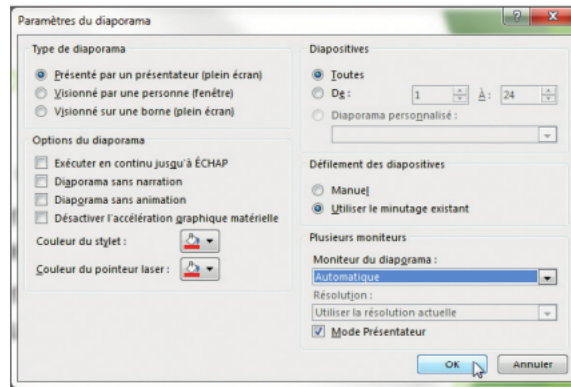 Paramètres du diaporama
Type de diaporama
Présenté par un présentateur (plein écran)
Visionné par une personne (fenêtre)
Visionné sur une borne (plein écran)
Options du diaporama
Exécuter en continu jusqu'à ÉCHAP
Diaporama sans narration
Diaporama sans animation
Désactiver l'accélération graphique matérielle
Couleur du stylet :
Couleur du pointeur laser :
Diapositives
Toutes
De : 1 À : 24
Diaporama personnalisé :
Défilement des diapositives
Manuel
Utiliser le minutage existant
Plusieurs moniteurs
Moniteur du diaporama :
Automatique
Résolution :
Utiliser la résolution actuelle
Mode Présentateur
OK Annuler